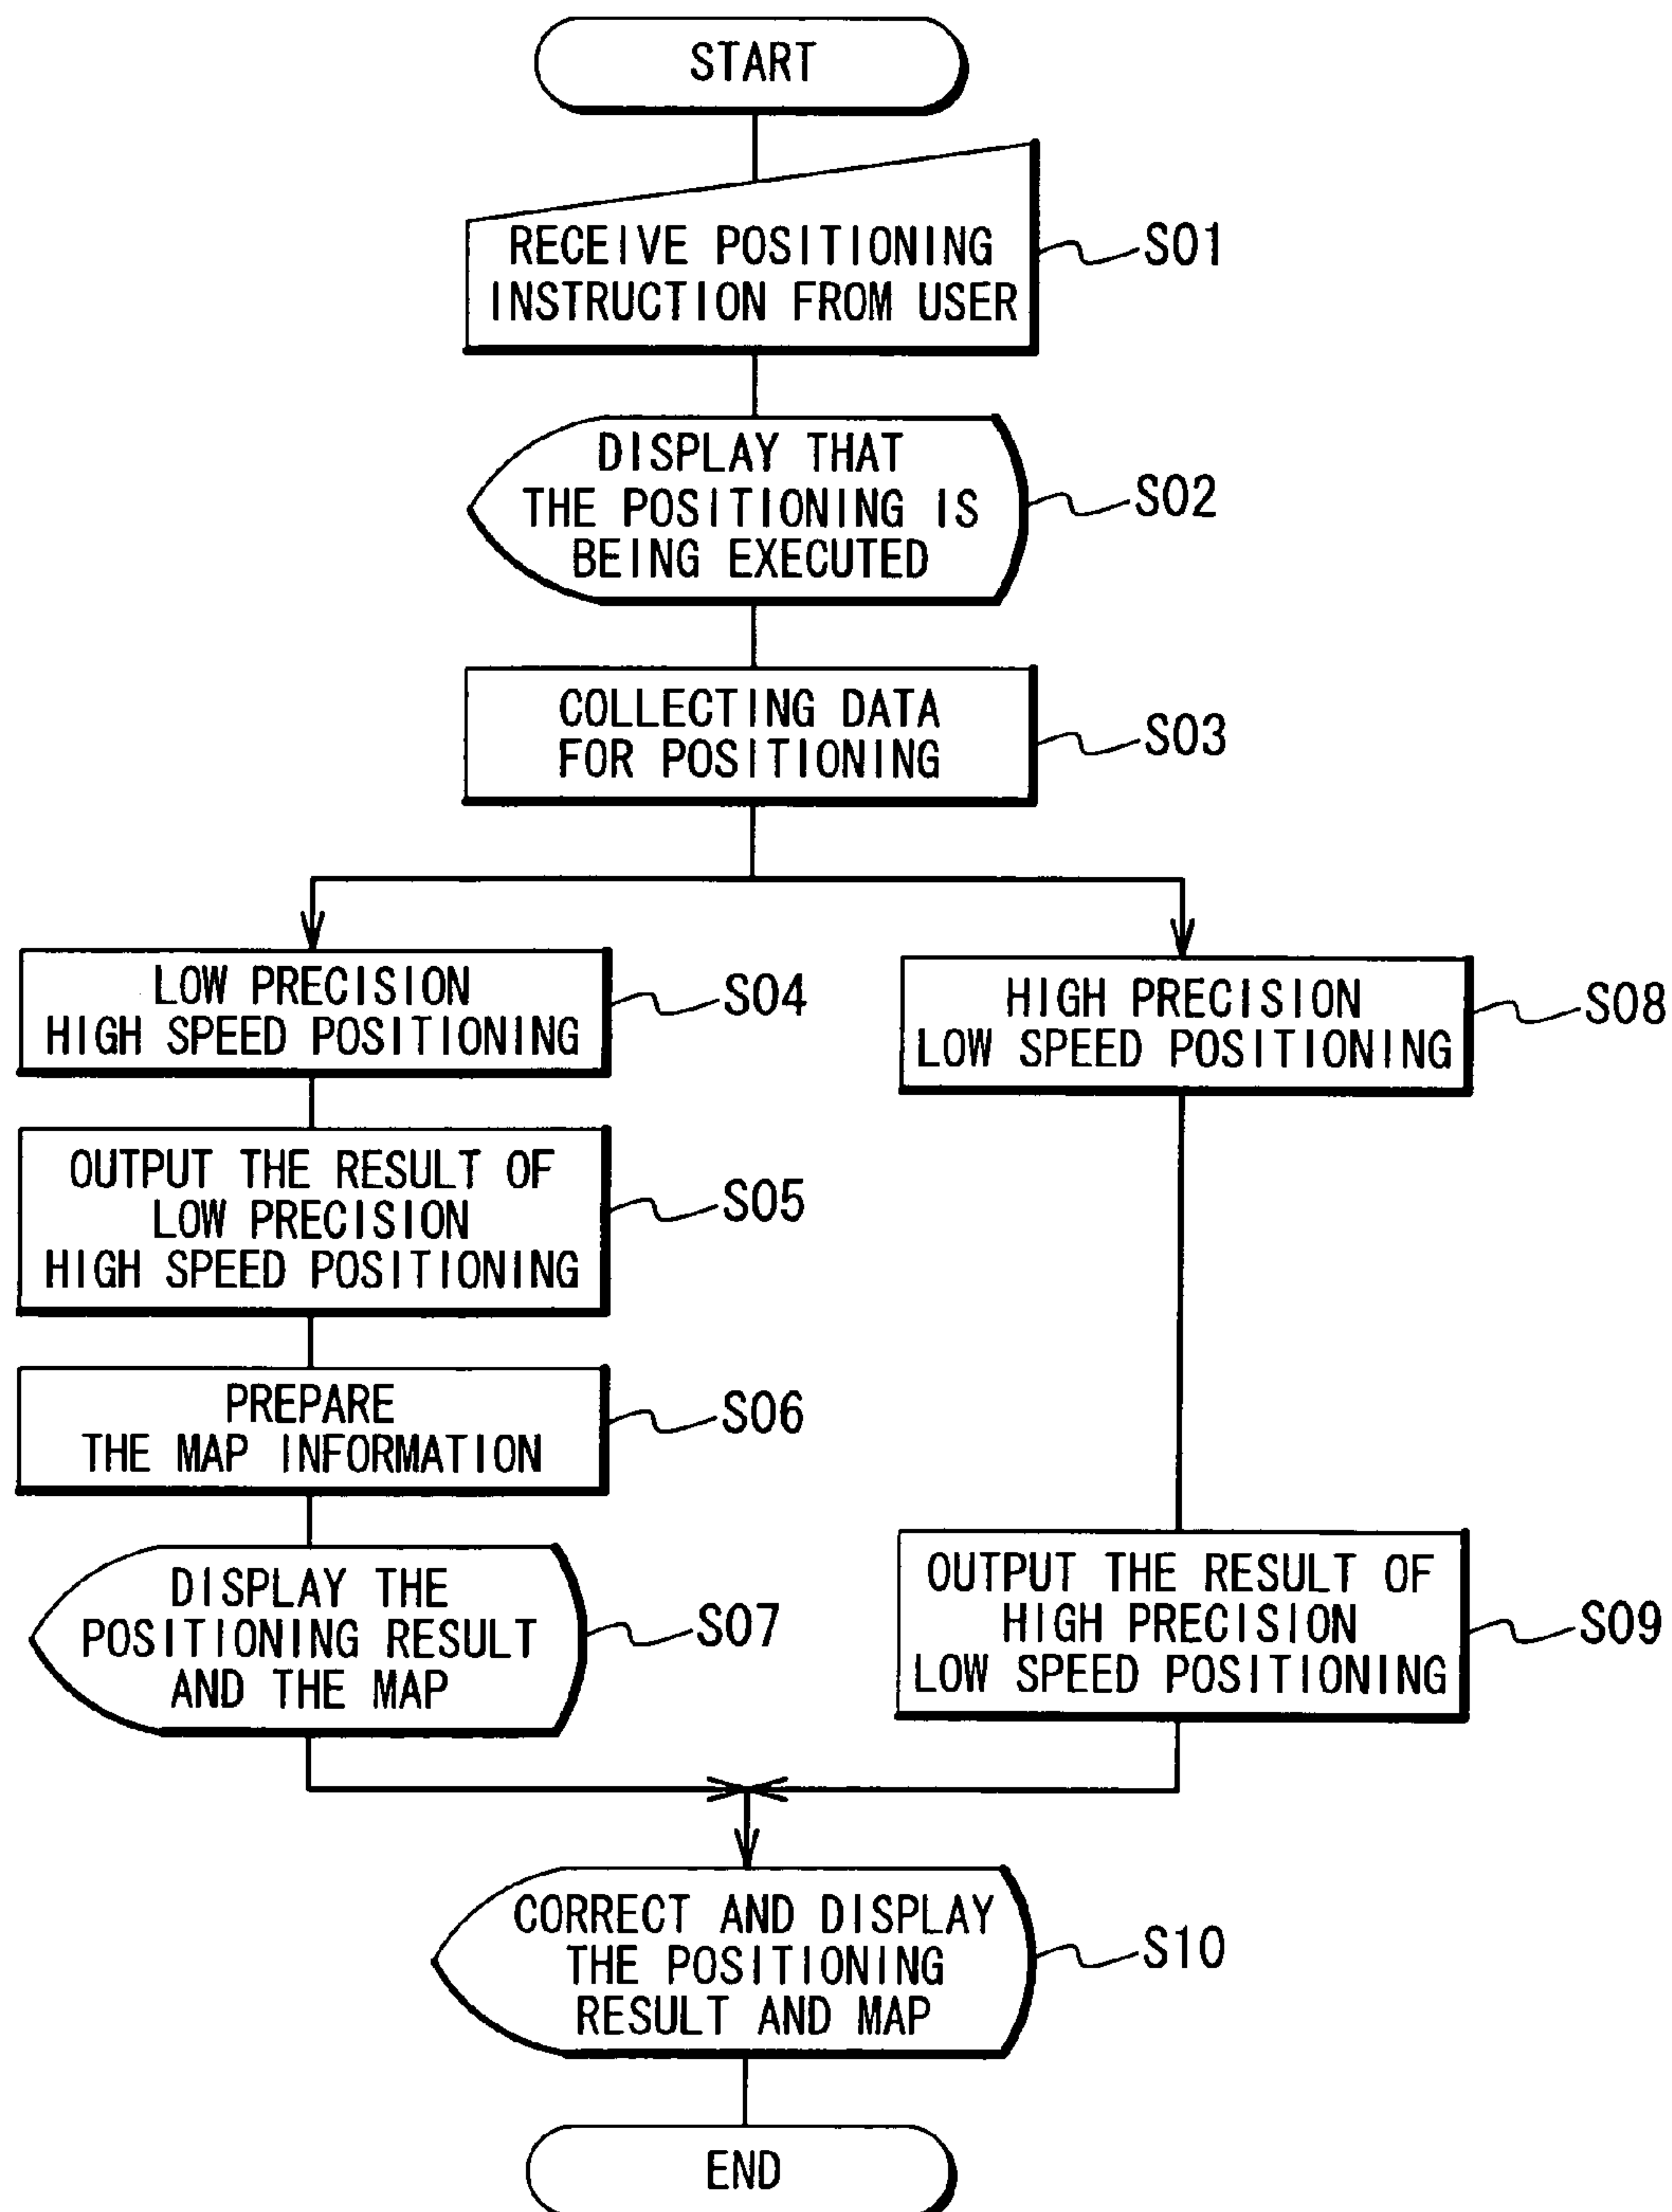 START
RECEIVE POSITIONING
INSTRUCTION FROM USER
S01
DISPLAY THAT
THE POSITIONING IS
BEING EXECUTED
S02
COLLECTING DATA
FOR POSITIONING
S03
LOW PRECISION
HIGH SPEED POSITIONING
S04
OUTPUT THE RESULT OF
LOW PRECISION
HIGH SPEED POSITIONING
S05
PREPARE
THE MAP INFORMATION
S06
DISPLAY THE
POSITIONING RESULT
AND THE MAP
S07
HIGH PRECISION
LOW SPEED POSITIONING
S08
OUTPUT THE RESULT OF
HIGH PRECISION
LOW SPEED POSITIONING
S09
CORRECT AND DISPLAY
THE POSITIONING
RESULT AND MAP
S10
END